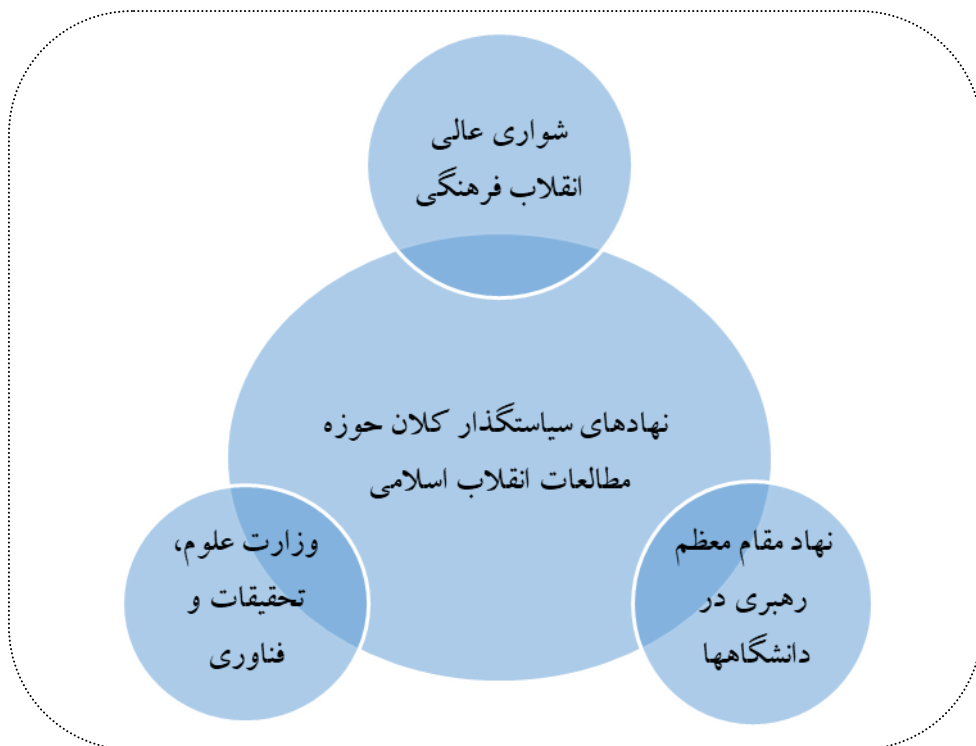 شواری عالی
انقلاب فرهنگی
نهادهای سیاستگذار کلان حوزه
مطالعات انقلاب اسلامی
نهاد مقام معظم
رهبری در
دانشگاهها
وزارت علوم،
تحقیقات و
فناوری